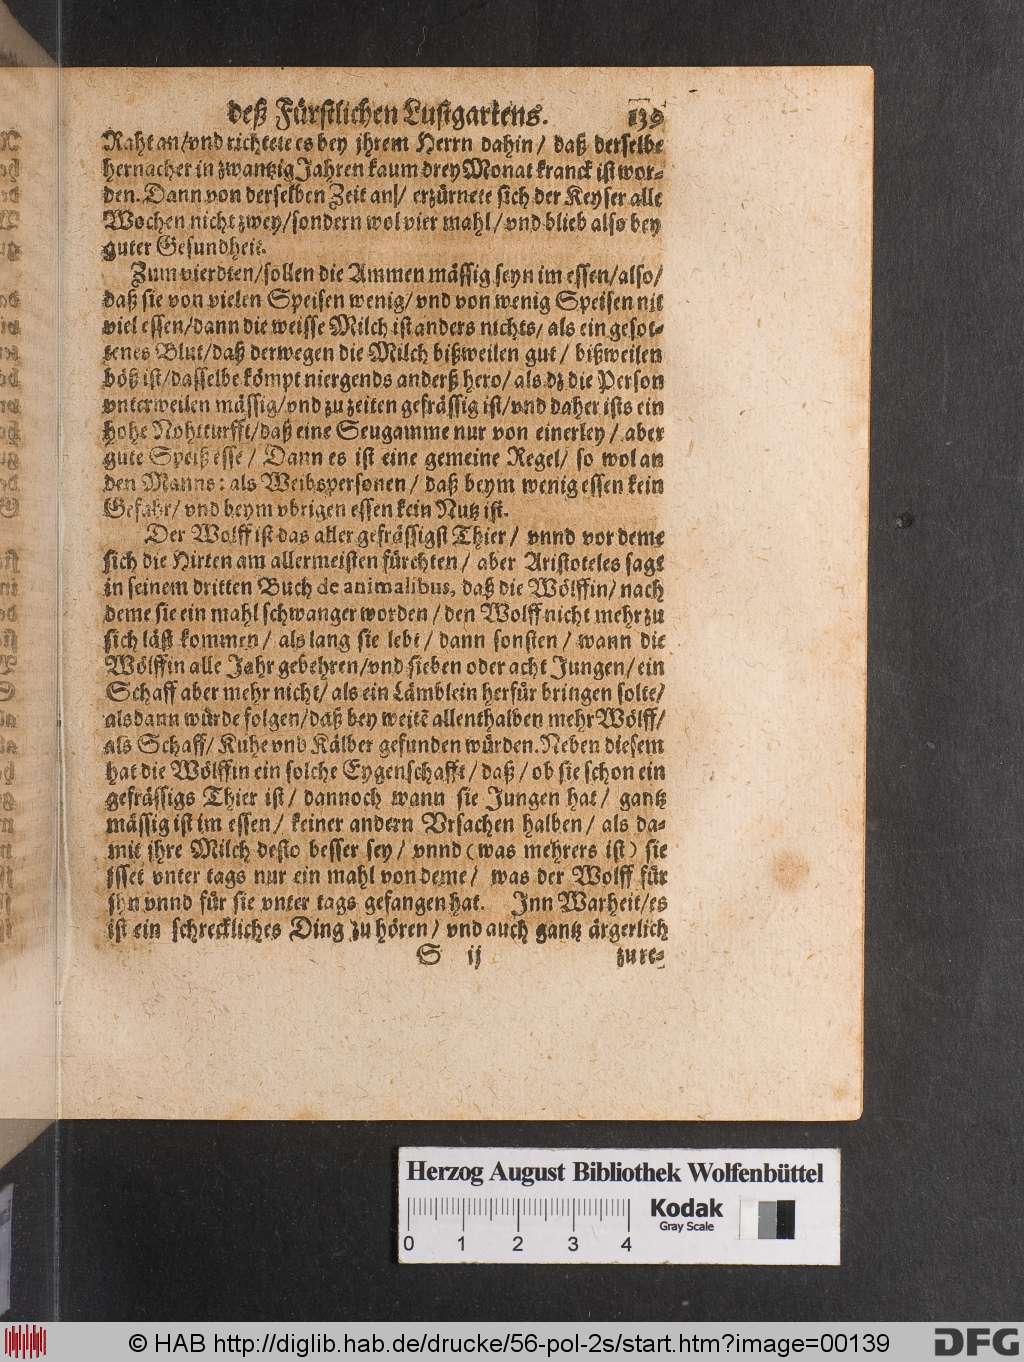 deß Fürstlichen Lustgartens. 139
Raht an/vnd richtete es bey jhrem Herrn dahin/ daß derselbe
hernacher in zwantzig Jahren kaum drey Monat kranck ist wor-
den. Dann von derselben Zeit an/ erzürnete sich der Keyser alle
Wochen nicht zwey/sondern wol vier mahl/vnd blieb also bey
guter Gesundheit.
Zum vierdten/sollen die Ammen mässig seyn im essen/also/
daß sie von vielen Speisen wenig/ vnd von wenig Speisen nit
viel essen/dann die weisse Milch ist anders nichts/ als ein gesot-
tenes Blut/daß derwegen die Milch bißweilen gut/ bißweilen
böß ist/dasselbe kömpt niergends anderß hero/als dz die Person
vnterweilen mässig/vnd zu zeiten gefrässig ist/vnd daher ists ein
hohe Nohtturfft/daß eine Seugamme nur von einerley/ aber
gute Speiß esse/ Dann es ist eine gemeine Regel/ so wol an
den Manns: als Weibspersonen/ daß beym wenig essen kein
Gefahr/ vnd beym vbrigen essen kein Nutz ist.
Der Wolff ist das aller gefrässigst Thier/ vnnd vor deme
sich die Hirten am allermeisten fürchten/ aber Aristoteles sagt
in seinem dritten Buch de animalibus, daß die Wölffin/ nach
deme sie ein mahl schwanger worden/ den Wolff nicht mehr zu
sich läßt kommen/ als lang sie lebt/ dann sonsten/ wann die
Wölffin alle Jahr gebehren/vnd sieben oder acht Jungen/ ein
Schaff aber mehr nicht/ als ein Lämblein herfür bringen solte/
alsdann würde folgen/daß bey weitē allenthalben mehr Wölff/
als Schaff/ Kuhe vnd Kälber gefunden würden. Neben diesem
hat die Wölffin ein solche Eygenschafft/ daß/ ob sie schon ein
gefrässigs Thier ist/ dannoch wann sie Jungen hat/ gantz
mässig ist im essen/ keiner andern Vrsachen halben/ als da-
mit jhre Milch desto besser sey/ vnnd (was mehrers ist) sie
isset vnter tags nur ein mahl von deme/ was der Wolff für
jhn vnnd für sie vnter tags gefangen hat. Jnn Warheit/es
ist ein schreckliches Ding zu hören/ vnd auch gantz ärgerlich
S ij zu re-
Herzog August Bibliothek Wolfenbüttel
Kodak
Gray Scale
0 1 2 3 4
© HAB http://diglib.hab.de/drucke/56-pol-2s/start.htm?image=00139
DFG